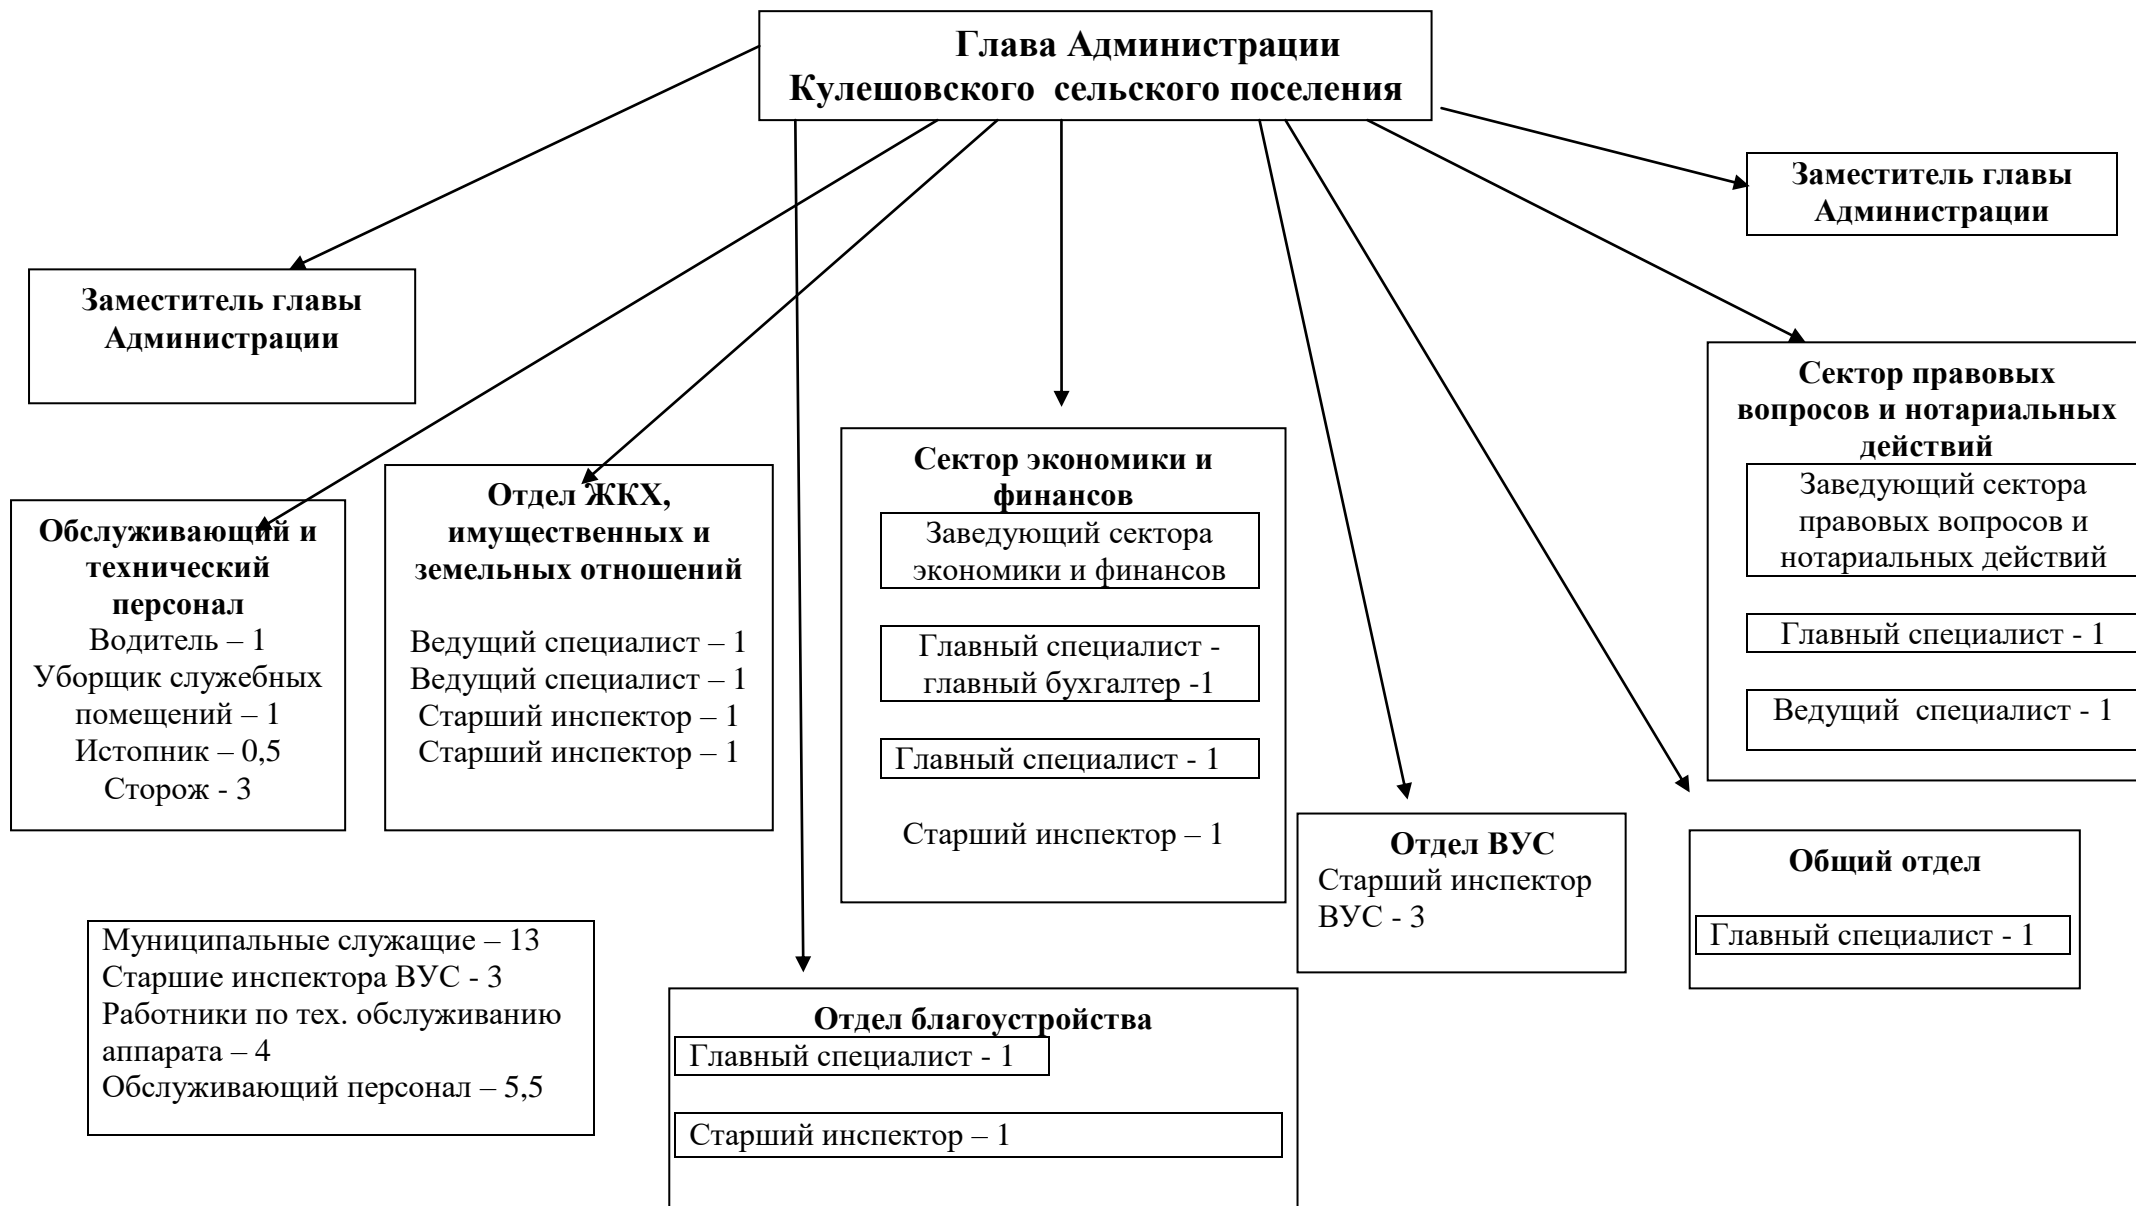 Глава Администрации
Кулешовского сельского поселения
Заместитель главы
Администрации
Заместитель главы
Администрации
Сектор правовых
вопросов и нотариальных
действий
Заведующий сектора
правовых вопросов и
нотариальных действий
Главный специалист - 1
Ведущий специалист - 1
Сектор экономики и
финансов
Заведующий сектора
экономики и финансов
Главный специалист -
главный бухгалтер -1
Главный специалист - 1
Старший инспектор – 1
Отдел ЖКХ,
имущественных и
земельных отношений
Ведущий специалист – 1
Ведущий специалист – 1
Старший инспектор – 1
Старший инспектор – 1
Обслуживающий и
технический
персонал
Водитель – 1
Уборщик служебных
помещений – 1
Истопник – 0,5
Сторож - 3
Отдел ВУС
Старший инспектор
ВУС - 3
Общий отдел
Главный специалист - 1
Муниципальные служащие – 13
Старшие инспектора ВУС - 3
Работники по тех. обслуживанию
аппарата – 4
Обслуживающий персонал – 5,5
Отдел благоустройства
Главный специалист - 1
Старший инспектор – 1